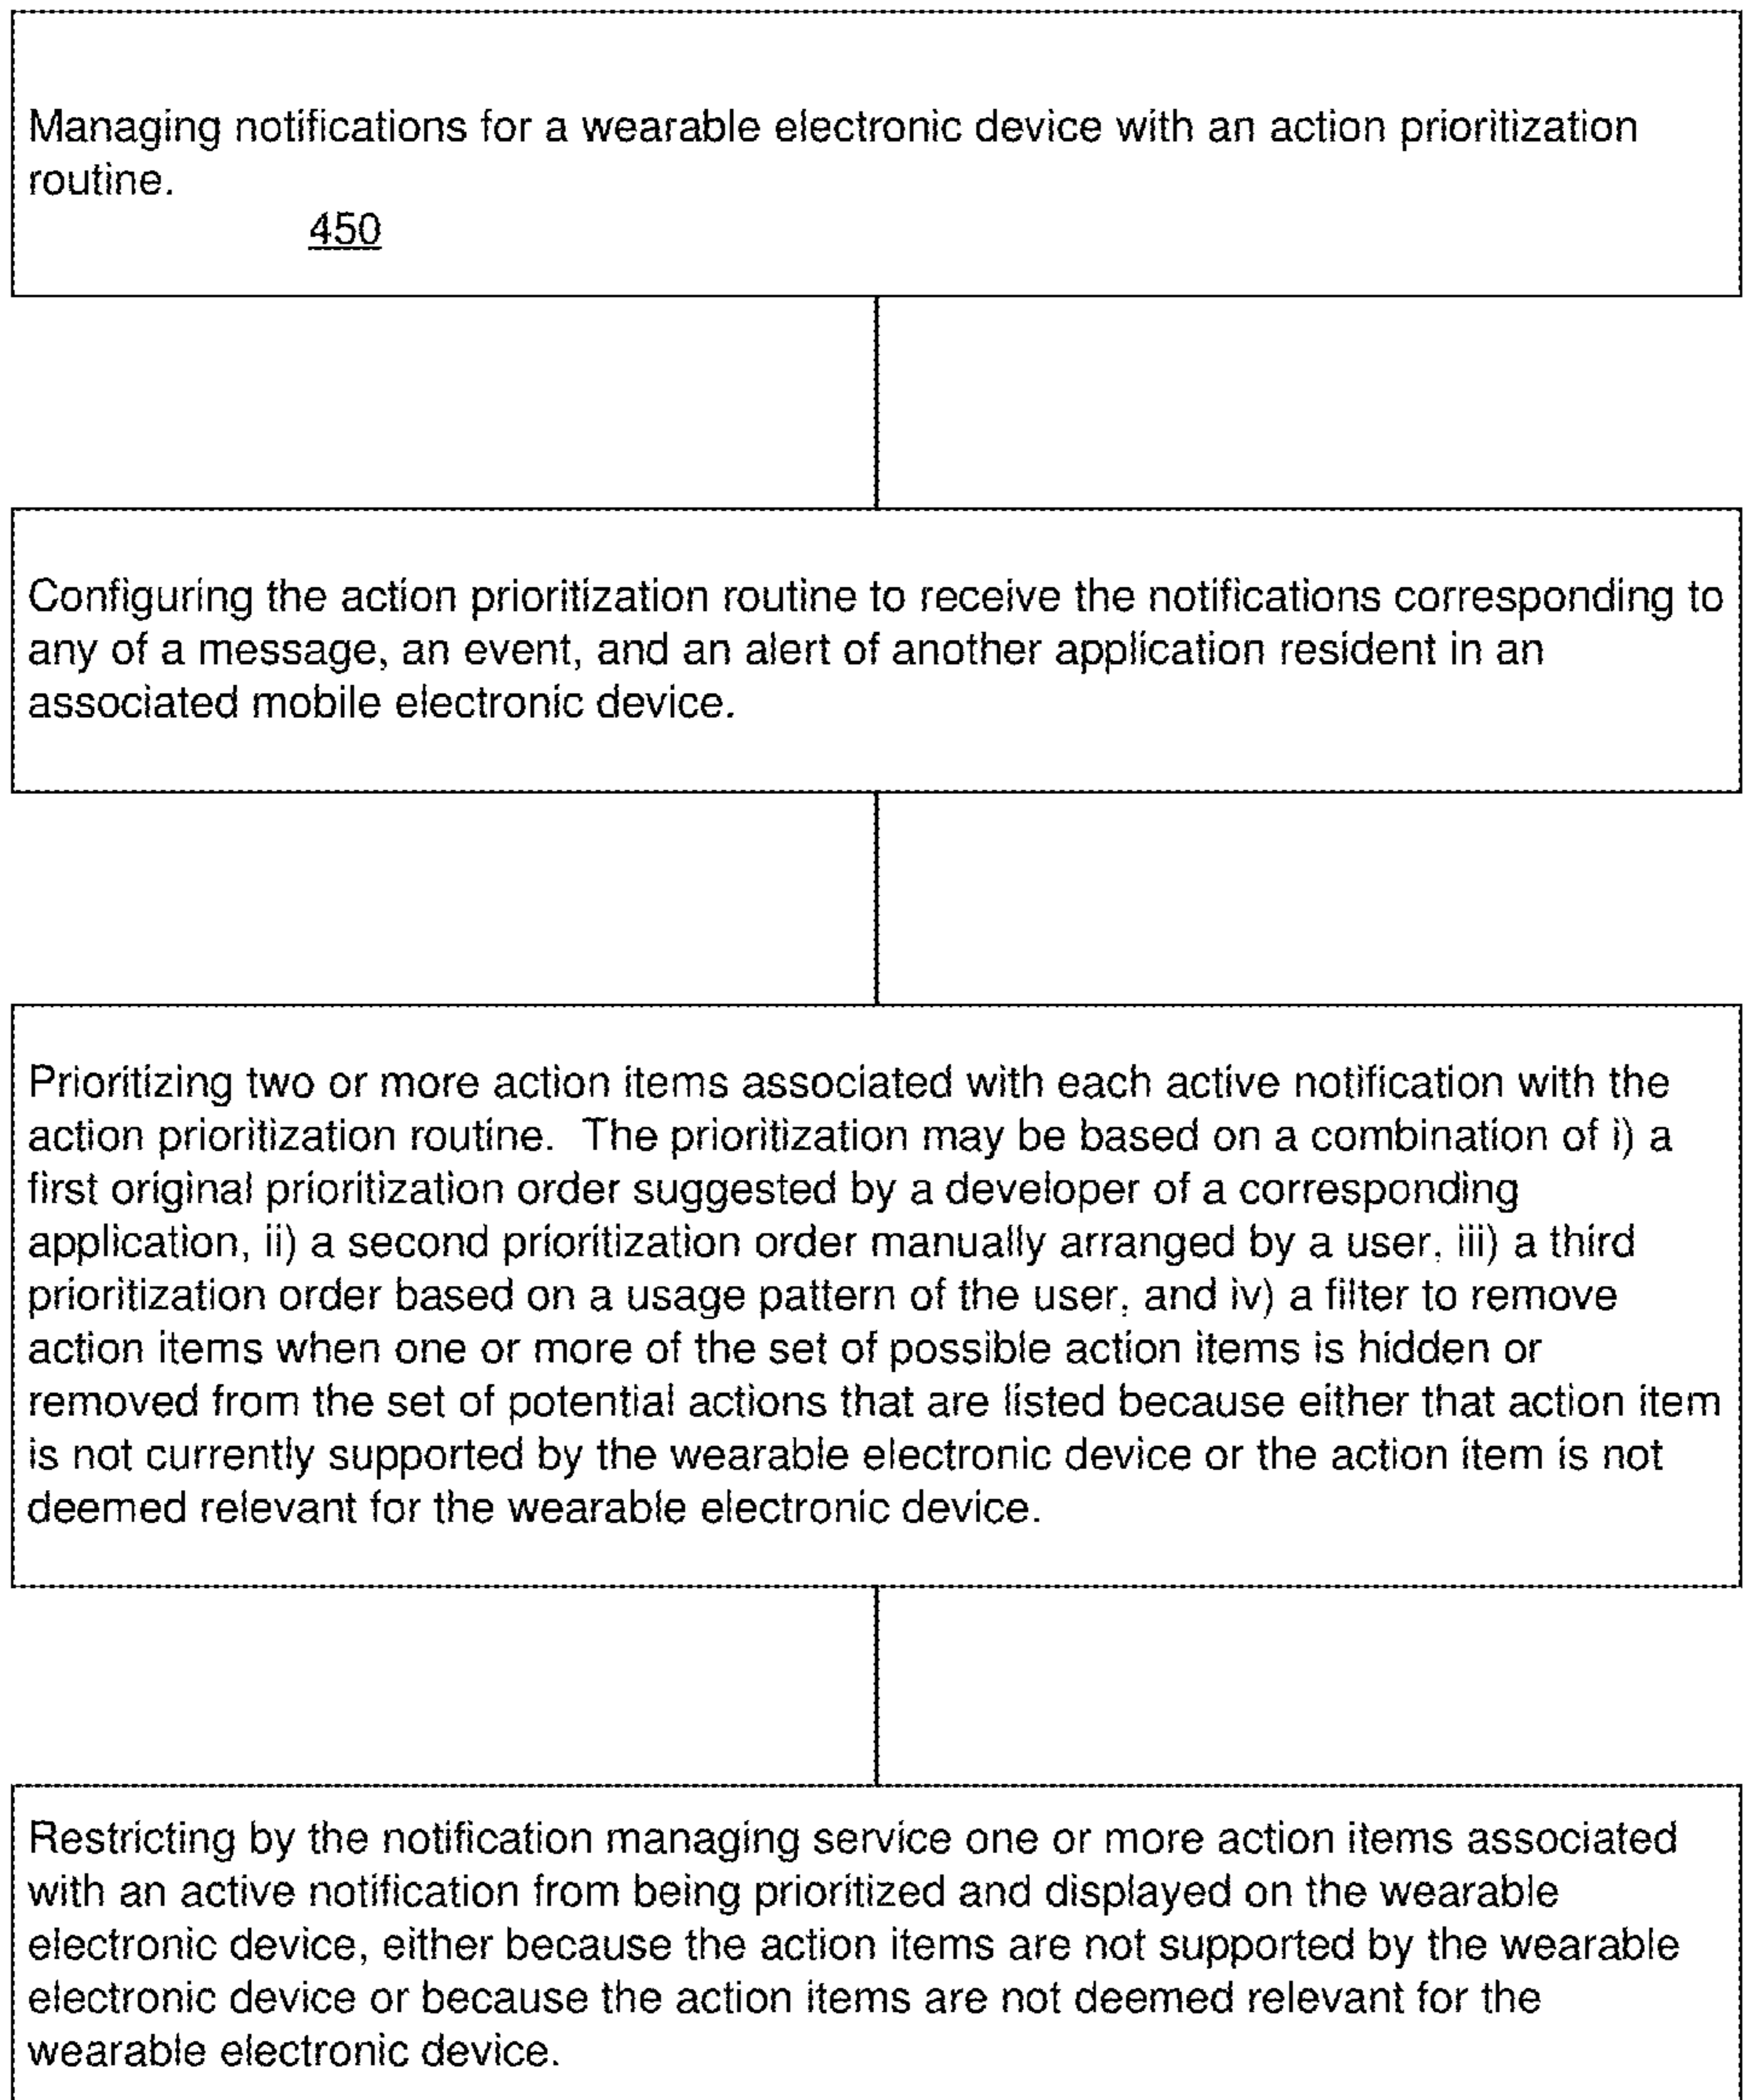 Managing notifications for a wearable electronic device with an action prioritization
routine.
450
Configuring the action prioritization routine to receive the notifications corresponding to
any of a message, an event, and an alert of another application resident in an
associated mobile electronic device.
Prioritizing two or more action items associated with each active notification with the
action prioritization routine.  The prioritization may be based on a combination of i) a
first original prioritization order suggested by a developer of a corresponding
application, ii) a second prioritization order manually arranged by a user, iii) a third
prioritization order based on a usage pattern of the user, and iv) a filter to remove
action items when one or more of the set of possible action items is hidden or
removed from the set of potential actions that are listed because either that action item
is not currently supported by the wearable electronic device or the action item is not
deemed relevant for the wearable electronic device.
Restricting by the notification managing service one or more action items associated
with an active notification from being prioritized and displayed on the wearable
electronic device, either because the action items are not supported by the wearable
electronic device or because the action items are not deemed relevant for the
wearable electronic device.